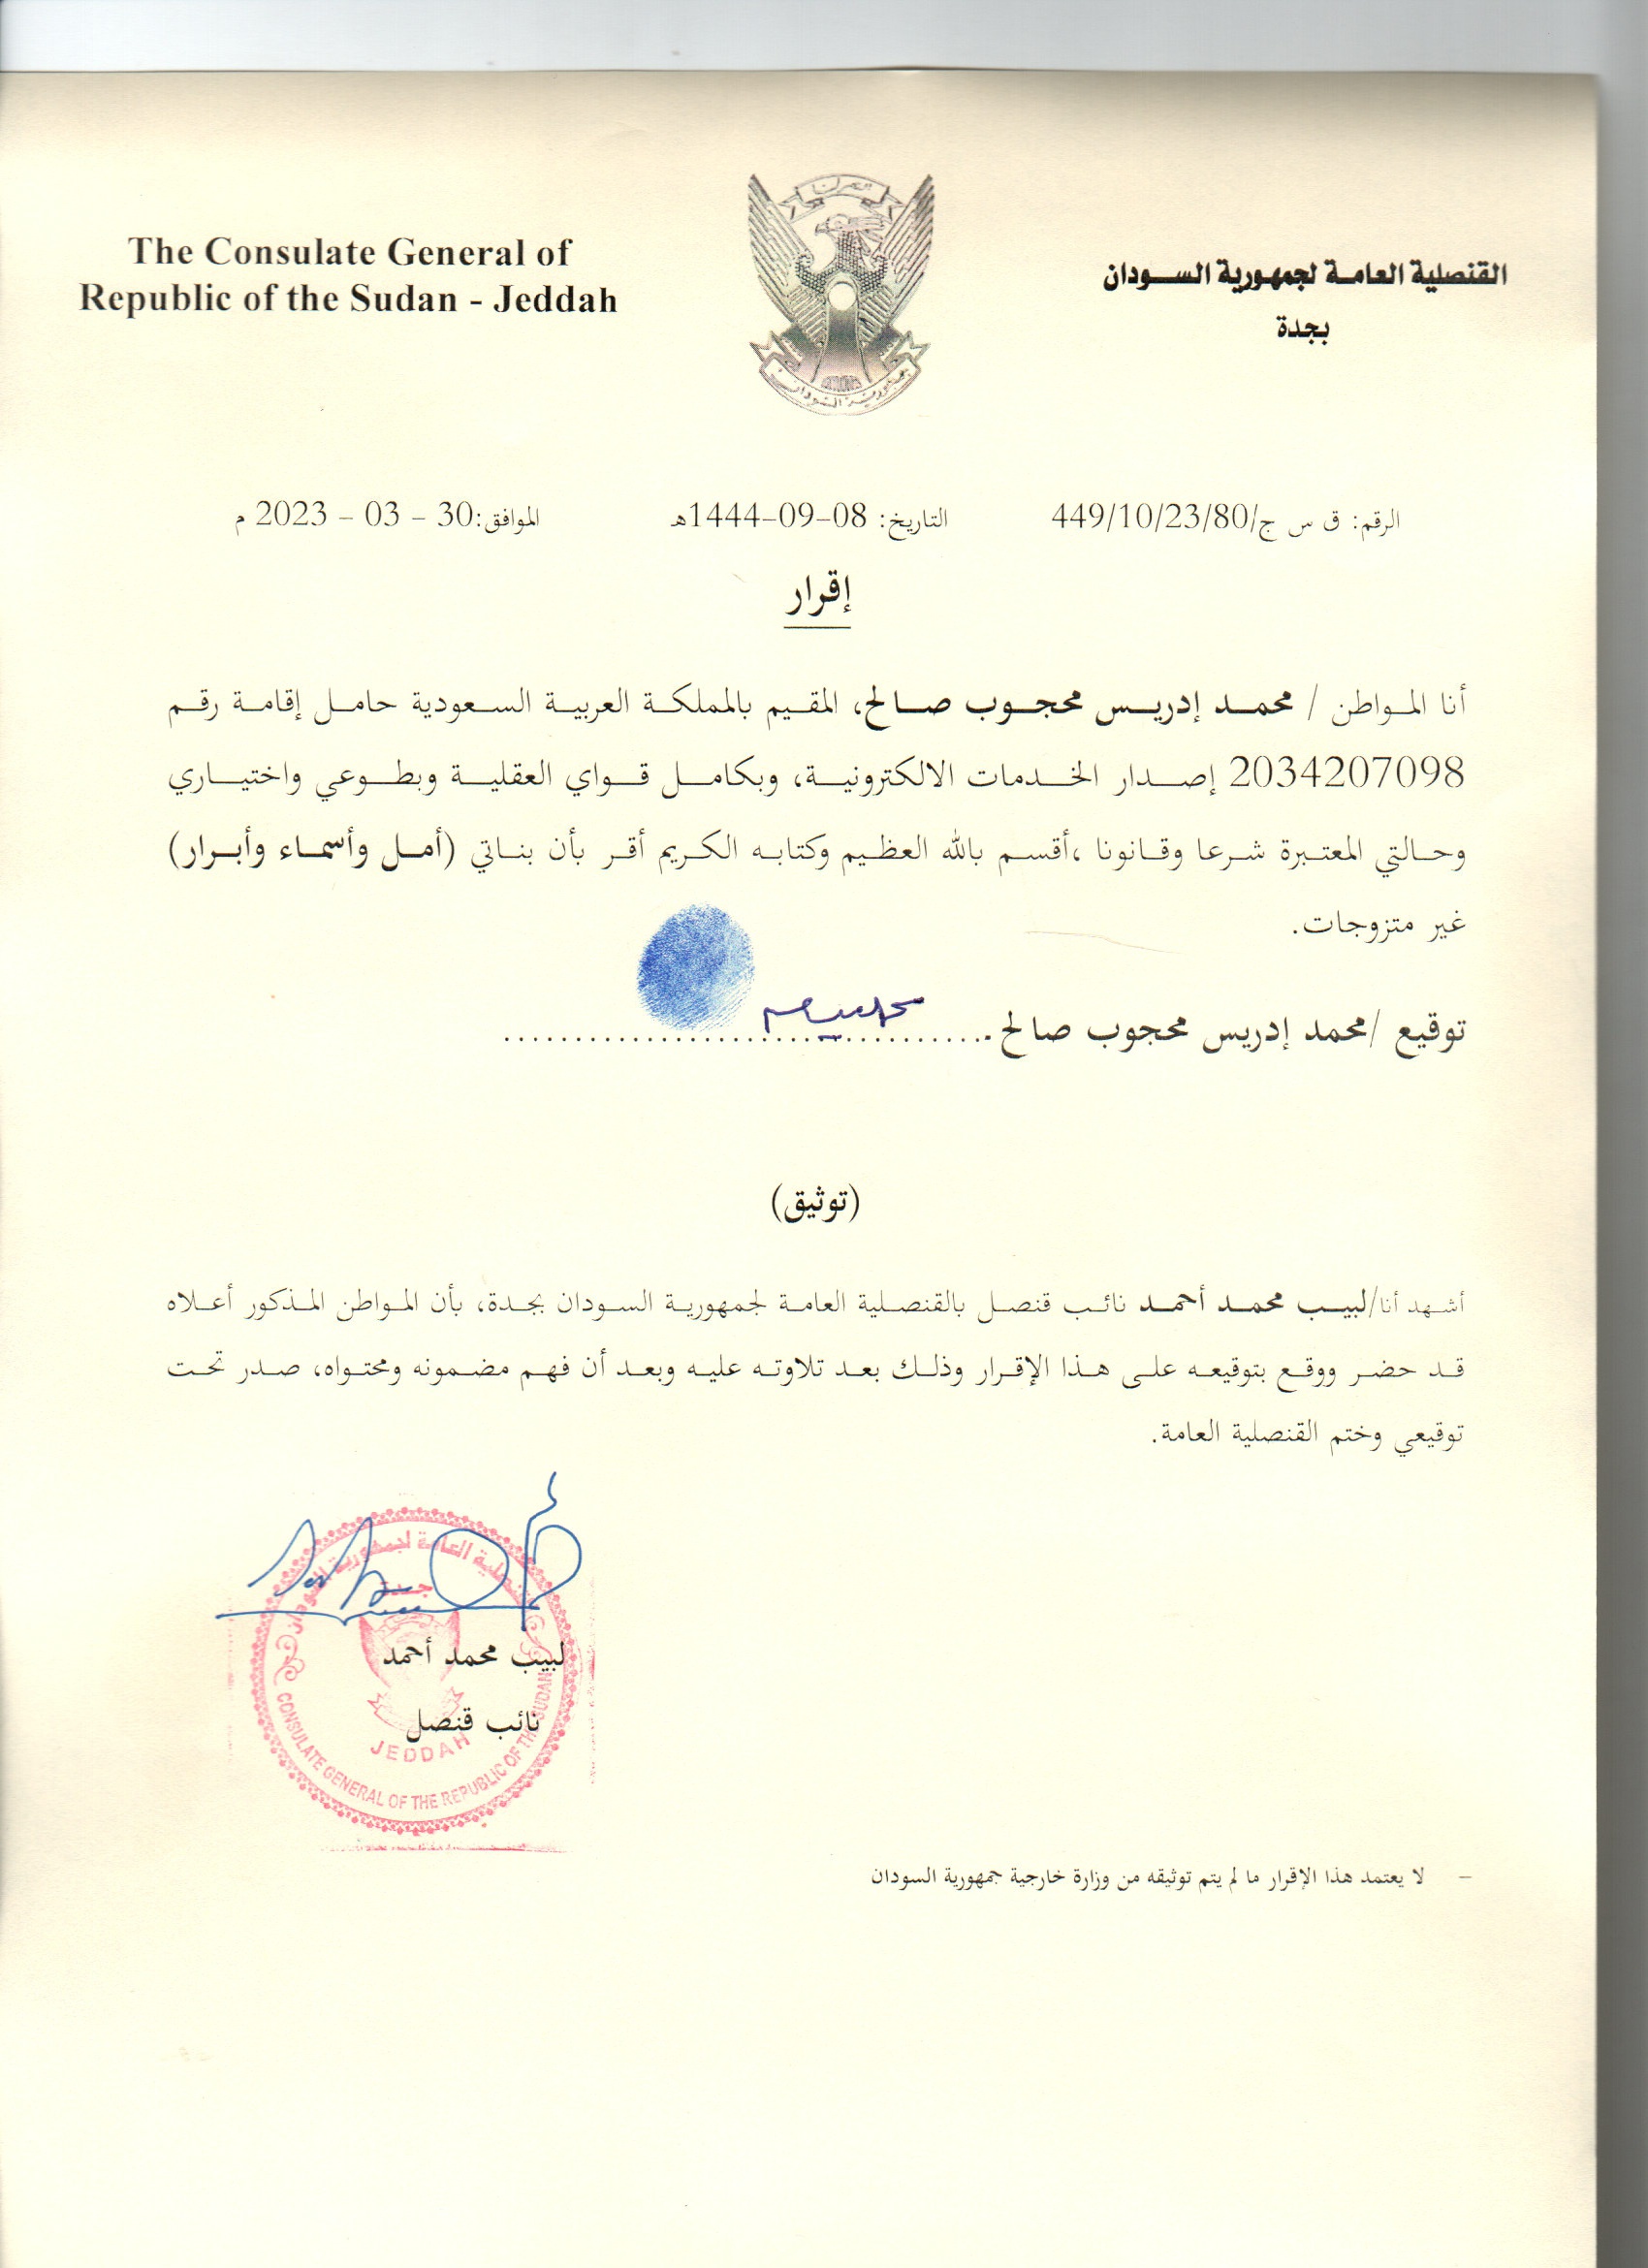 The Consulate General of
Republic of the Sudan - Jeddah
القنصلية العامة لجمهورية السودان
بجدة
جمهورية السودان
الرقم: ق س ج/449/10/23/80 التاريخ: 08-09-1444هـ الموافق:30 - 03 - 2023 م
إقرار
أنا المواطن / محمد إدريس محجوب صالح، المقيم بالمملكة العربية السعودية حامل إقامة رقم
2034207098 إصدار الخدمات الالكترونية، وبكامل قواي العقلية وبطوعي واختياري
وحالتي المعتبرة شرعا وقانونا ،أقسم بالله العظيم وكتابه الكريم أقر بأن بناتي (أمل وأسماء وأبرار)
غير متزوجات.
توقيع /محمد إدريس محجوب صالح ..................................
(توثيق)
أشهد أنا/لبيب محمد أحمد نائب قنصل بالقنصلية العامة لجمهورية السودان بجدة، بأن المواطن المذكور أعلاه
قد حضر ووقع بتوقيعه على هذا الإقرار وذلك بعد تلاوته عليه وبعد أن فهم مضمونه ومحتواه، صدر تحت
توقيعي وختم القنصلية العامة.
القنصلية العامة لجمهورية السودان
جدة
لبيب محمد أحمد
نائب قنصل
JEDDAH
CONSULATE GENERAL OF THE REPUBLIC OF THE SUDAN
- لا يعتمد هذا الإقرار ما لم يتم توثيقه من وزارة خارجية جمهورية السودان